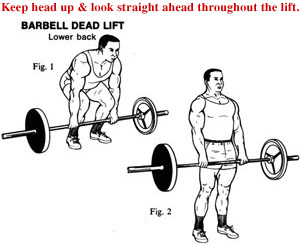 Keep head up & look straight ahead throughout the lift.
BARBELL DEAD LIFT
Lower back
Fig. 1
Fig. 2